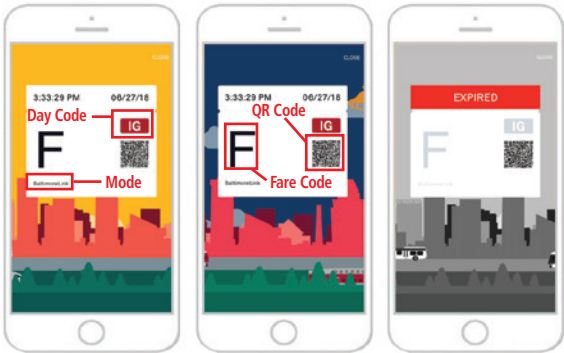 CLOSE
3:33:29 PM 06/27/18
Day Code
IG
F
BaltimoreLink
Mode
CLOSE
3:33:29 PM 06/27/18
QR Code
IG
F
BaltimoreLink
Fare Code
EXPIRED
CLOSE
IG
F
BaltimoreLink